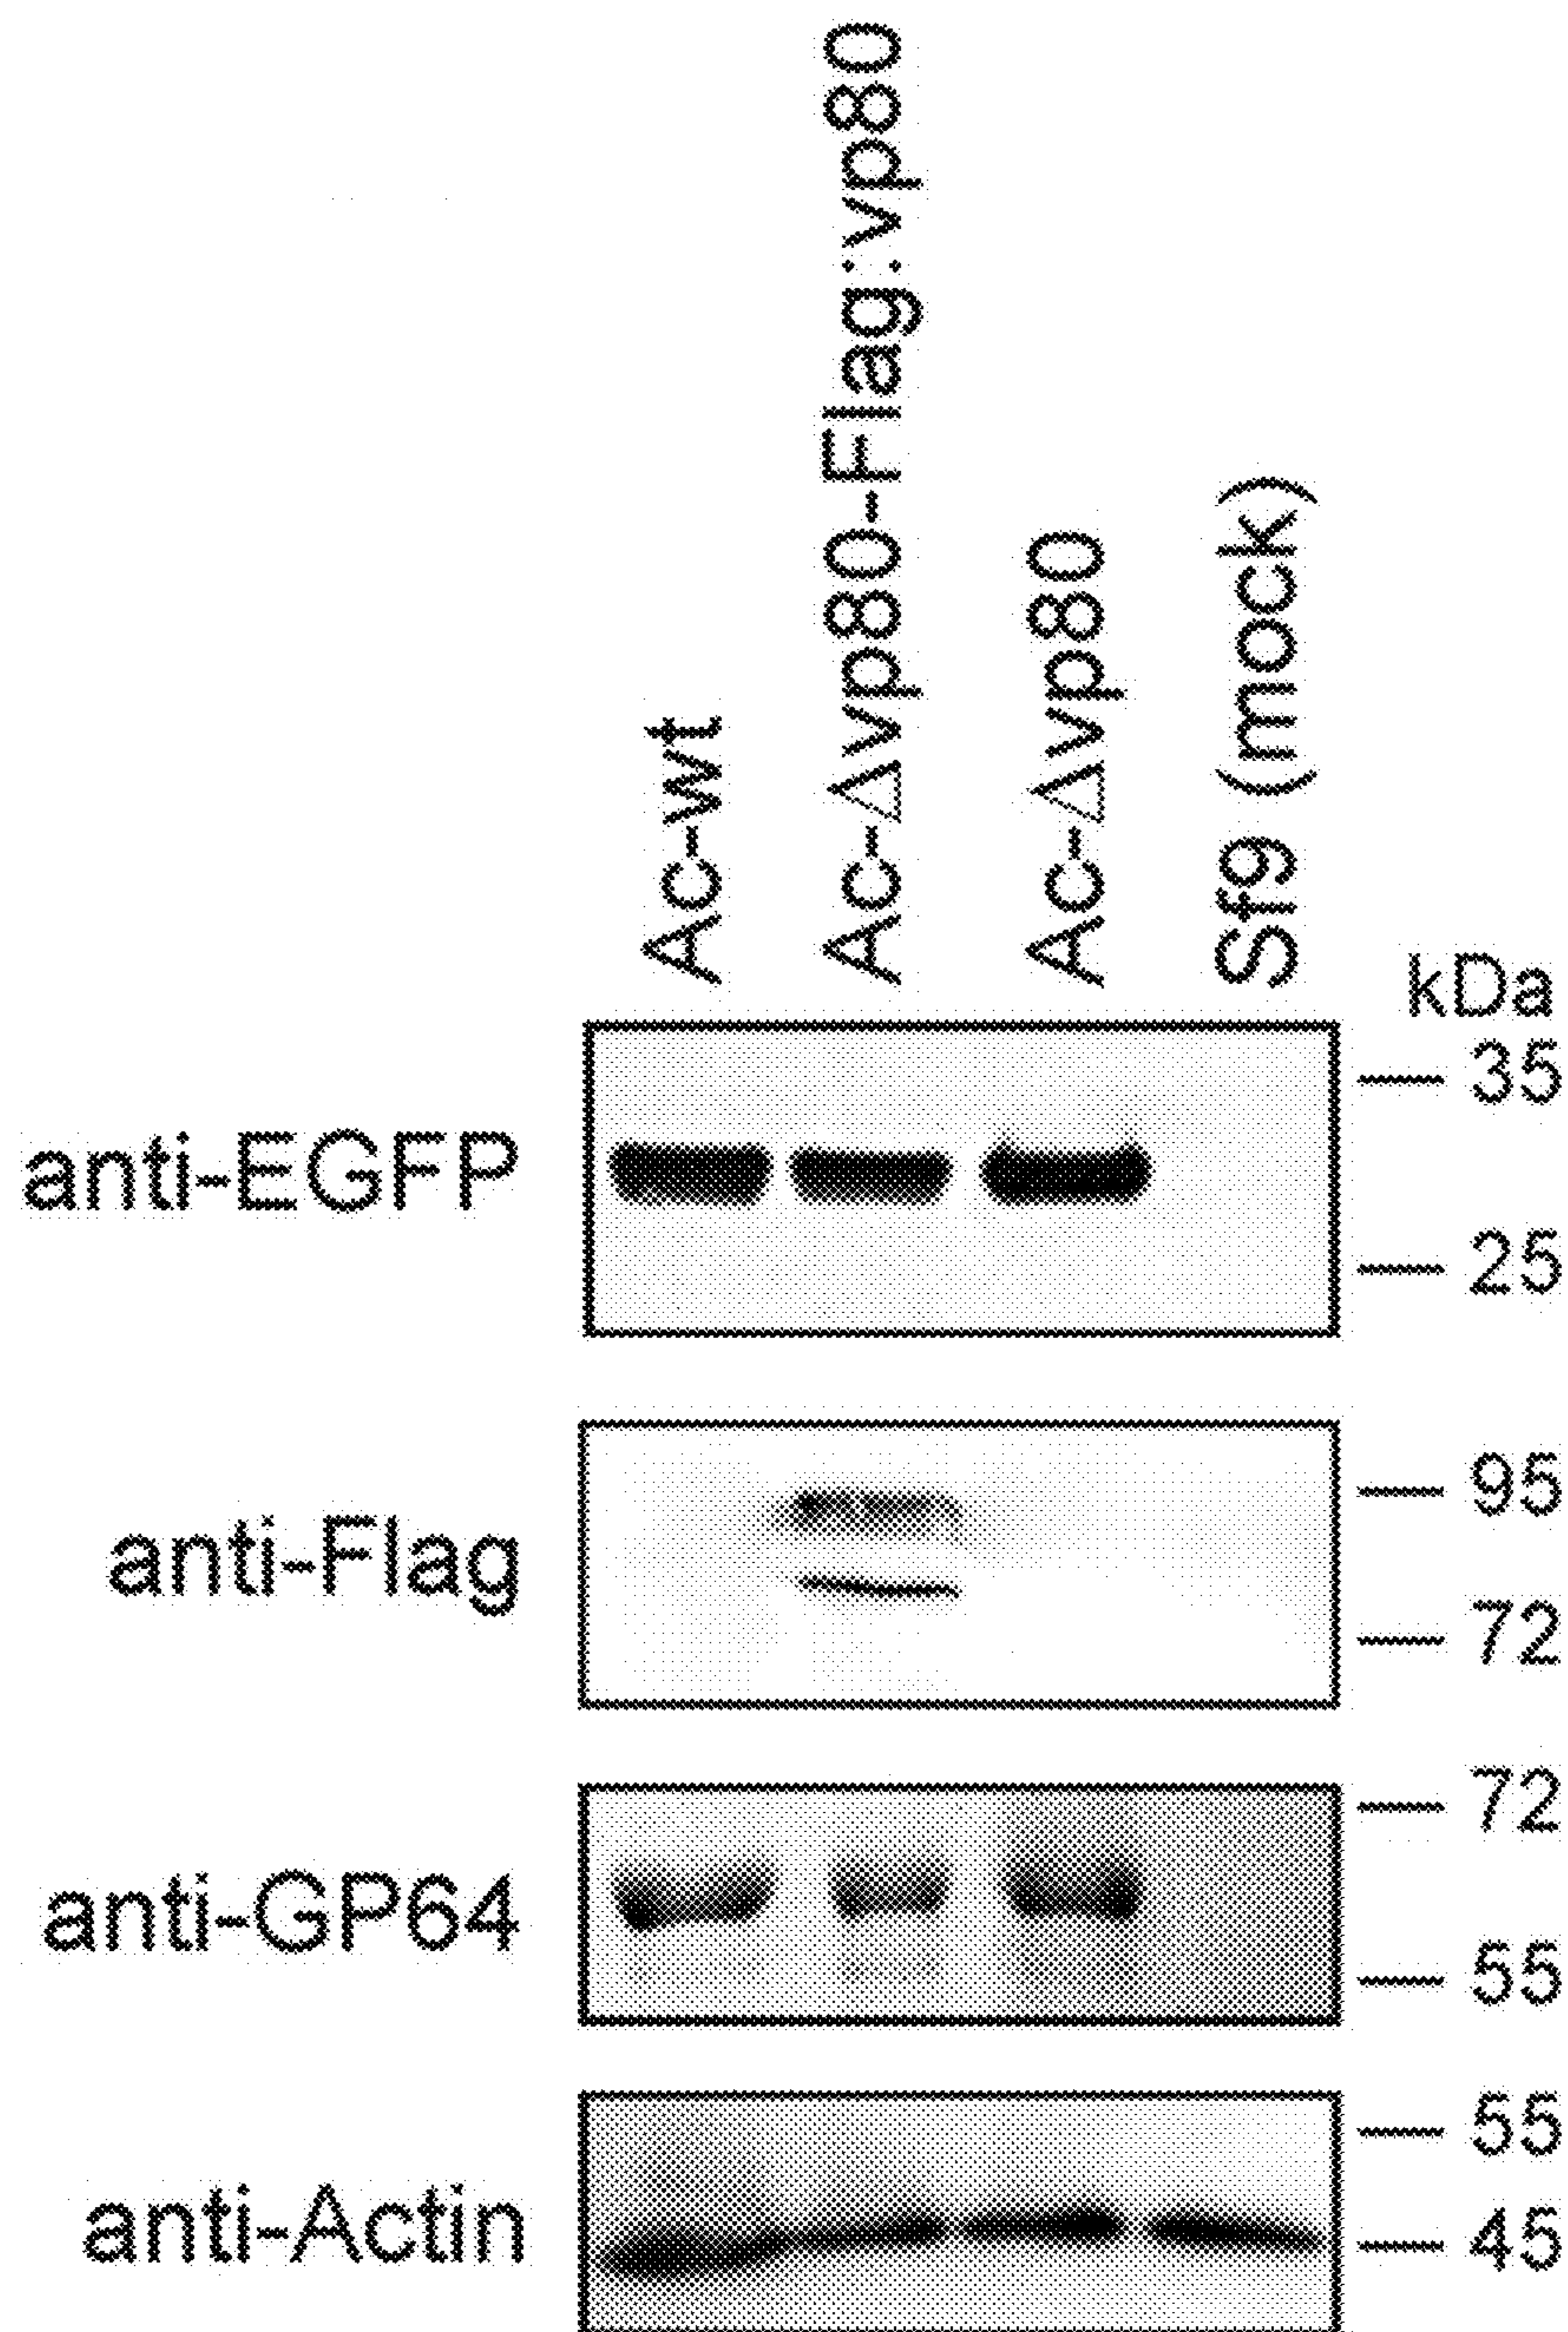 Ac-wt
Ac-Δvp80-Flag:vp80
Ac-Δvp80
Sf9 (mock)
kDa
35
anti-EGFP
25
95
anti-Flag
72
72
anti-GP64
55
55
anti-Actin
45